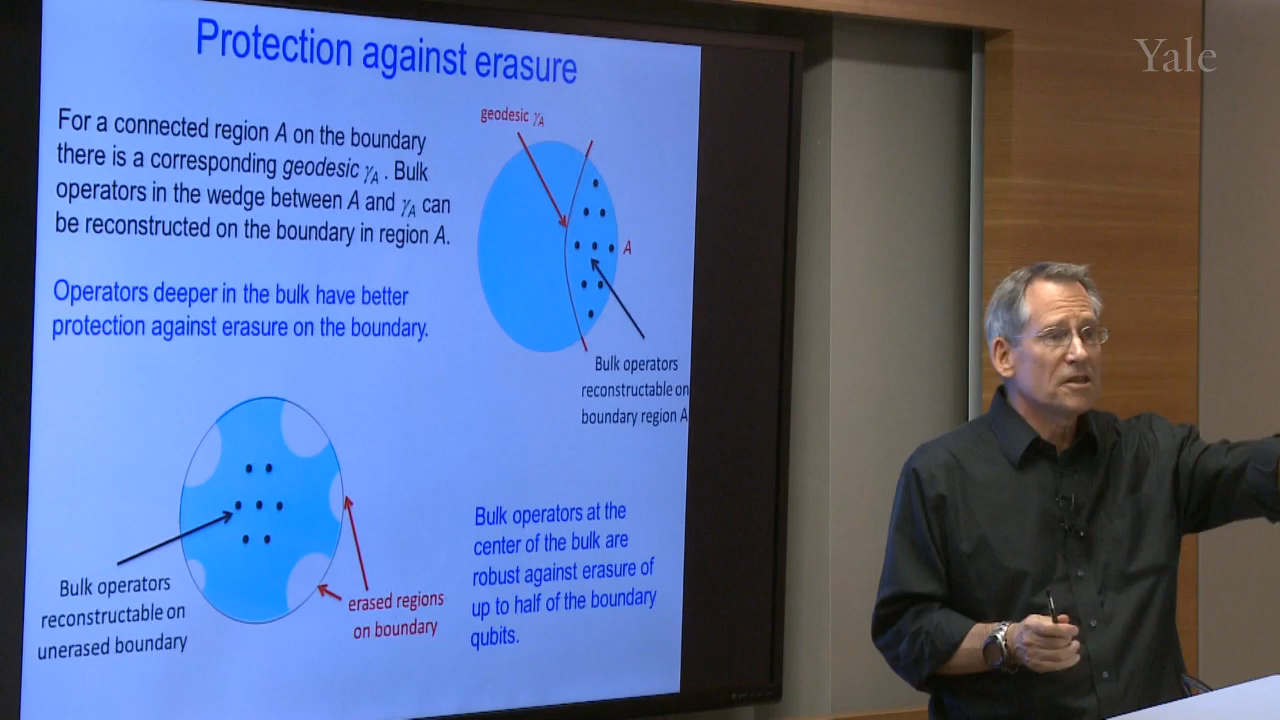 Protection against erasure
For a connected region A on the boundary
there is a corresponding geodesic γA . Bulk
operators in the wedge between A and γA can
be reconstructed on the boundary in region A.
Operators deeper in the bulk have better
protection against erasure on the boundary.
geodesic γA
A
Bulk operators
reconstructable on
boundary region A
Bulk operators
reconstructable on
unerased boundary
erased regions
on boundary
Bulk operators at the
center of the bulk are
robust against erasure of
up to half of the boundary
qubits.
Yale